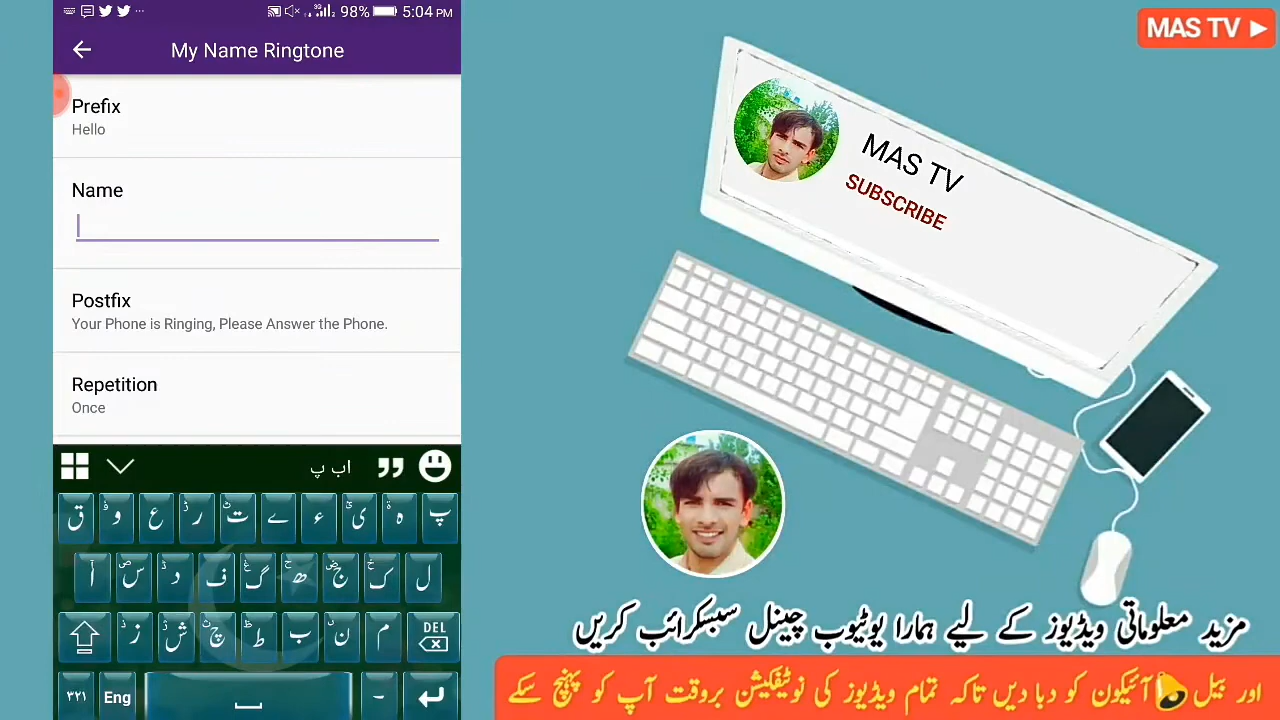 3G 98% 5:04 PM
My Name Ringtone
Prefix
Hello
Name
Postfix
Your Phone is Ringing, Please Answer the Phone.
Repetition
Once
اب پ
ق و ع ر ت ے ء ی ہ پ
آ س د ف گ ھ ج ک ل
ز ش چ ط ب ن م DEL
۳۲۱ Eng ۔
MAS TV
MAS TV
SUBSCRIBE
مزید معلوماتی ویڈیوز کے لیے ہمارا یوٹیوب چینل سبسکرائب کریں
اور بیل آئیکون کو دبا دیں تاکہ تمام ویڈیوز کی نوٹیفکیشن بروقت آپ کو پہنچ سکے